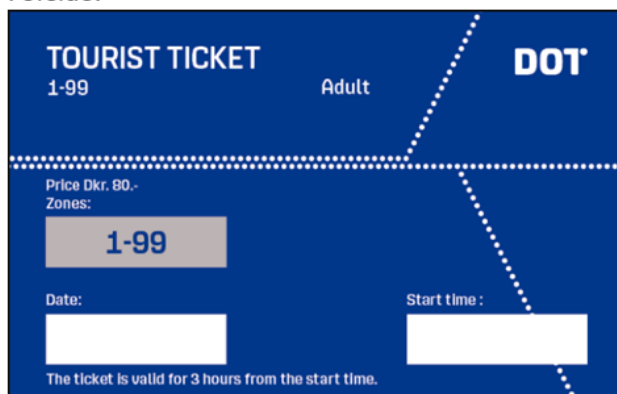 TOURIST TICKET
1-99
Adult
DOT
Price Dkr. 80.-
Zones:
1-99
Date:
Start time :
The ticket is valid for 3 hours from the start time.